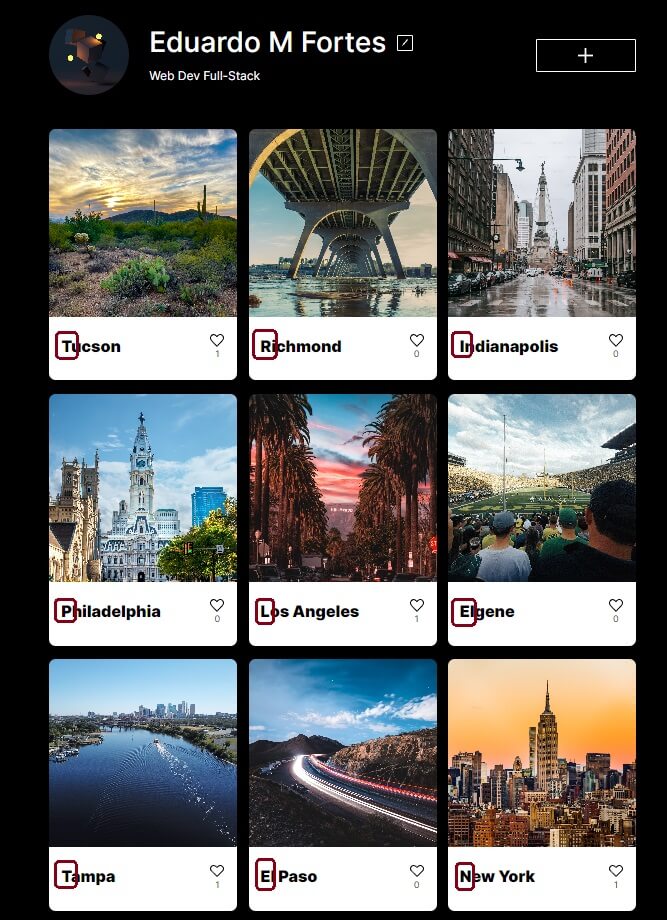 Eduardo M Fortes
Web Dev Full-Stack
+
Tucson
1
Richmond
0
Indianapolis
0
Philadelphia
0
Los Angeles
1
Elgene
0
Tampa
1
El Paso
0
New York
1